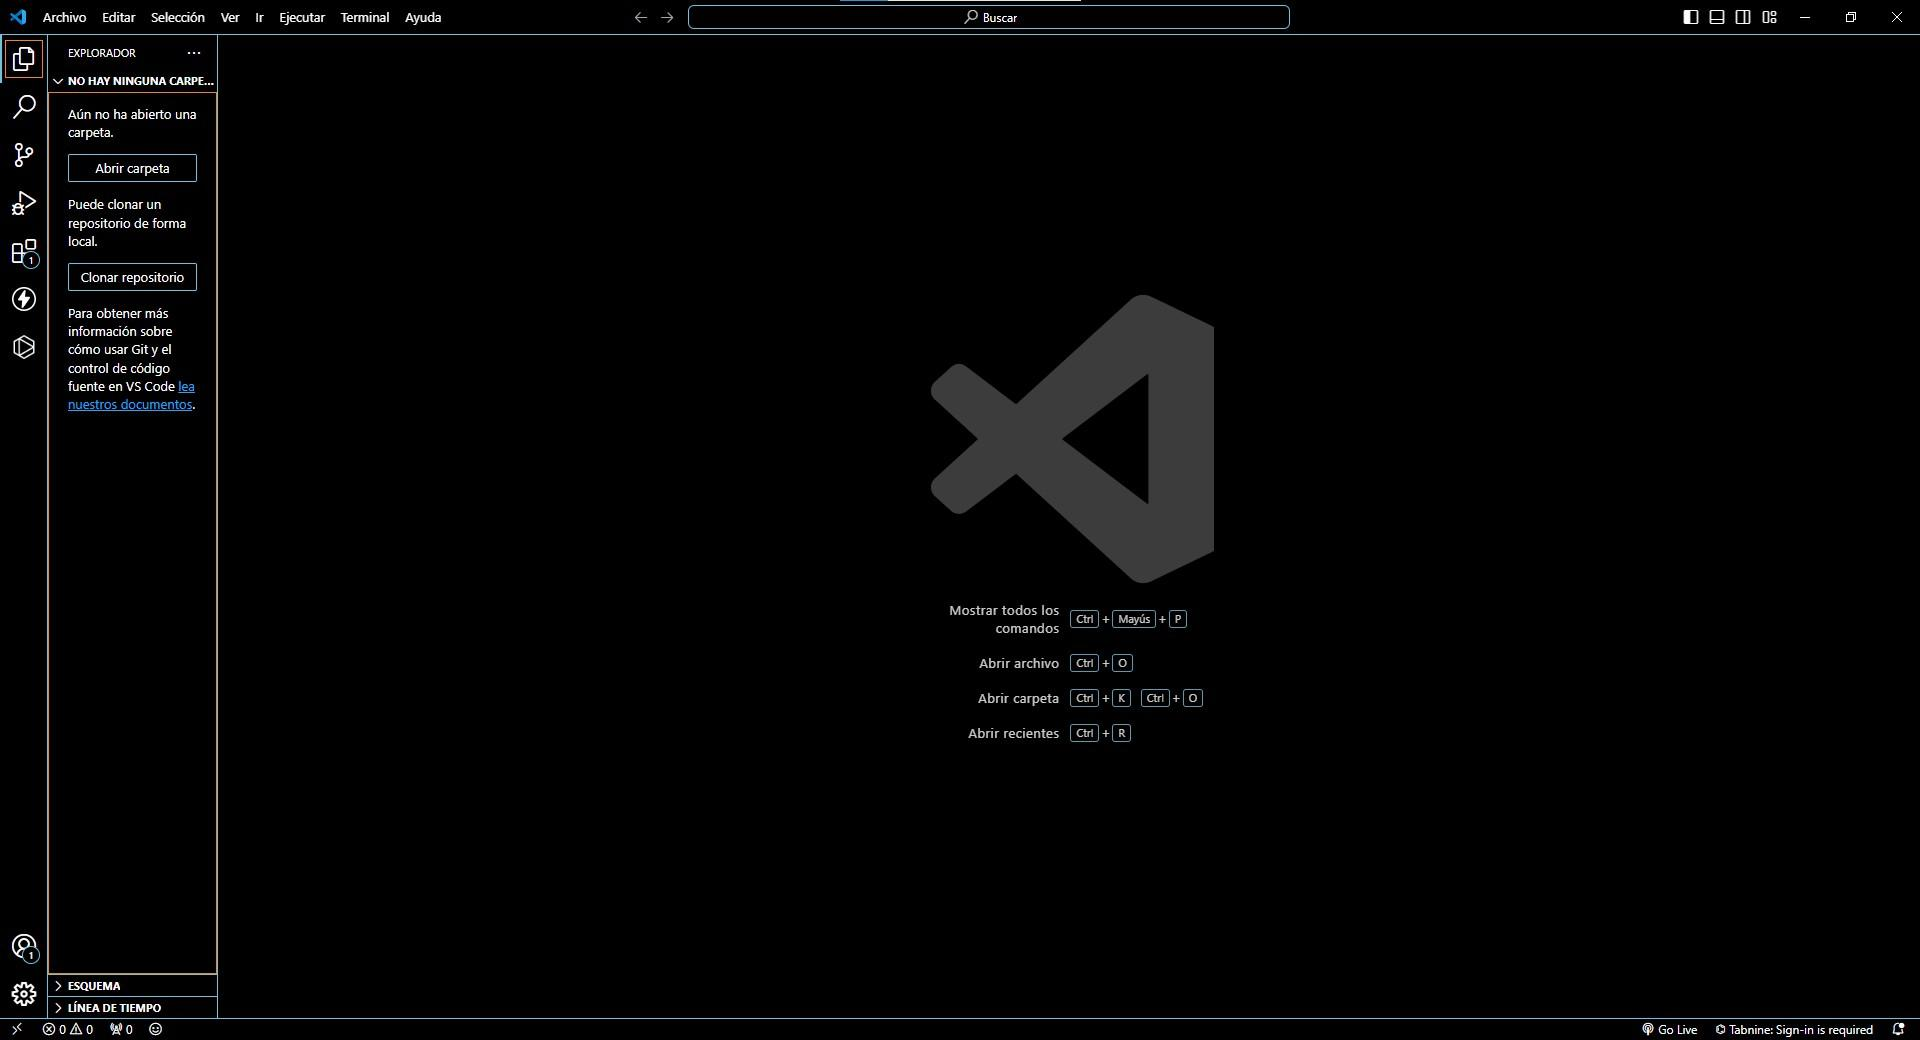 Archivo Editar Selección Ver Ir Ejecutar Terminal Ayuda Buscar
EXPLORADOR
NO HAY NINGUNA CARPE...
Aún no ha abierto una
carpeta.
Abrir carpeta
Puede clonar un
repositorio de forma
local.
1
Clonar repositorio
Para obtener más
información sobre
cómo usar Git y el
control de código
fuente en VS Code lea
nuestros documentos.
Mostrar todos los
comandos
Ctrl + Mayús + P
Abrir archivo Ctrl + O
Abrir carpeta Ctrl + K Ctrl + O
Abrir recientes Ctrl + R
1
ESQUEMA
LÍNEA DE TIEMPO
0 0 0 Go Live Tabnine: Sign-in is required